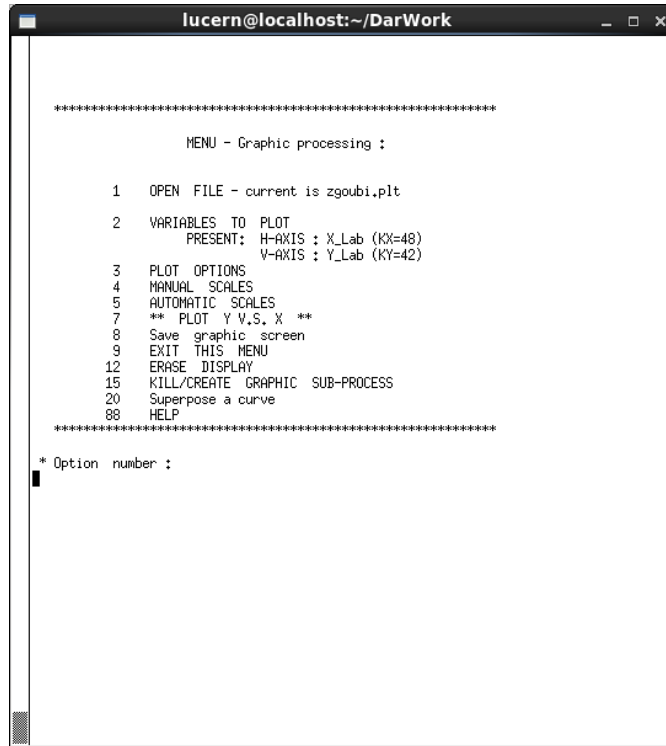 lucern@localhost:~/DarWork
************************************************************
MENU - Graphic processing :
1 OPEN FILE - current is zgoubi.plt
2 VARIABLES TO PLOT
PRESENT: H-AXIS : X_Lab (KX=48)
V-AXIS : Y_Lab (KY=42)
3 PLOT OPTIONS
4 MANUAL SCALES
5 AUTOMATIC SCALES
7 ** PLOT Y V.S. X **
8 Save graphic screen
9 EXIT THIS MENU
12 ERASE DISPLAY
15 KILL/CREATE GRAPHIC SUB-PROCESS
20 Superpose a curve
88 HELP
************************************************************
* Option number :